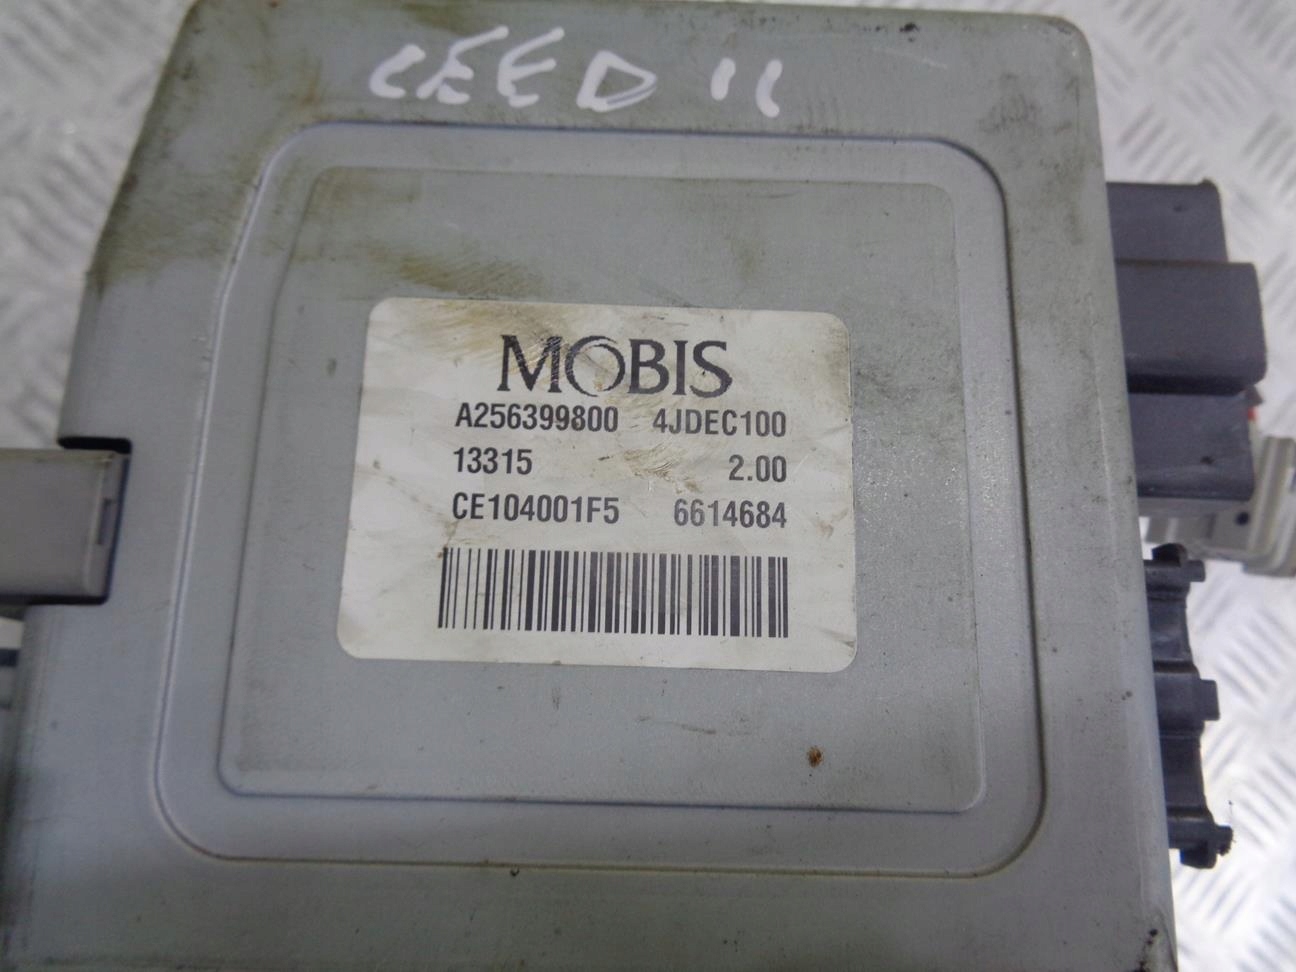 CEED 11
MOBIS
A256399800 4JDEC100
13315 2.00
CE104001F5 6614684